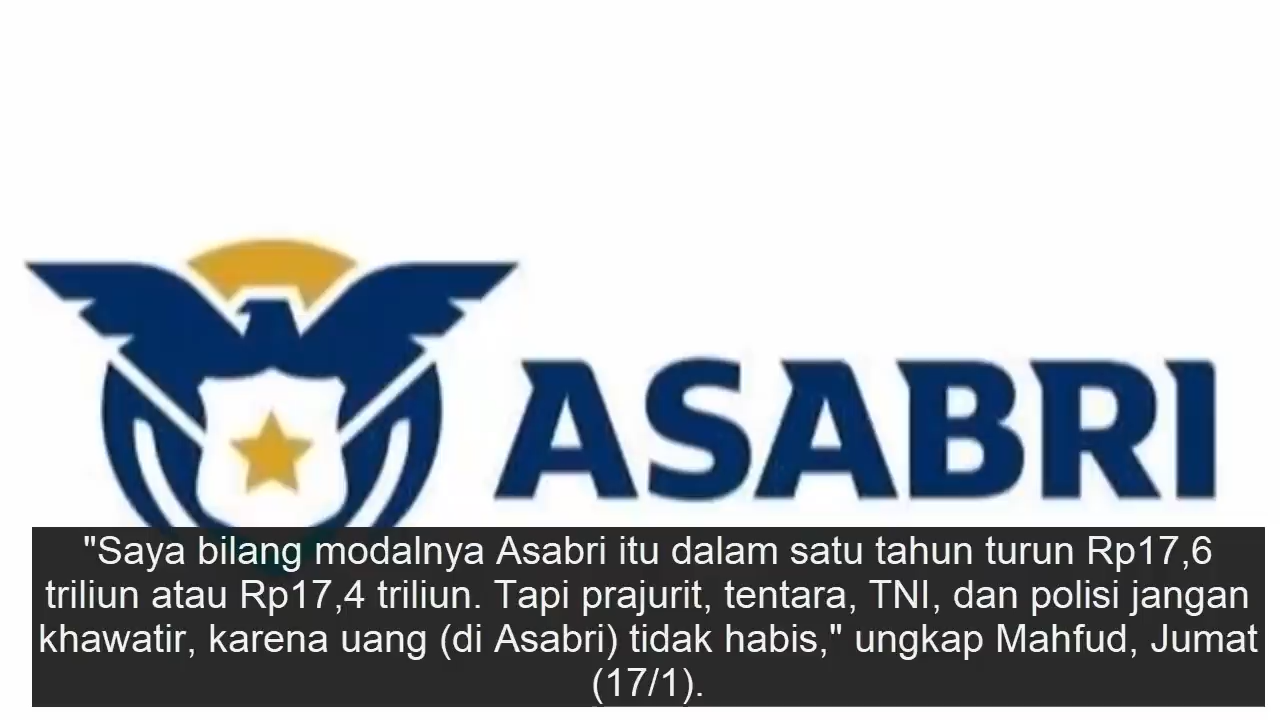 ASABRI
"Saya bilang modalnya Asabri itu dalam satu tahun turun Rp17,6
triliun atau Rp17,4 triliun. Tapi prajurit, tentara, TNI, dan polisi jangan
khawatir, karena uang (di Asabri) tidak habis," ungkap Mahfud, Jumat
(17/1).